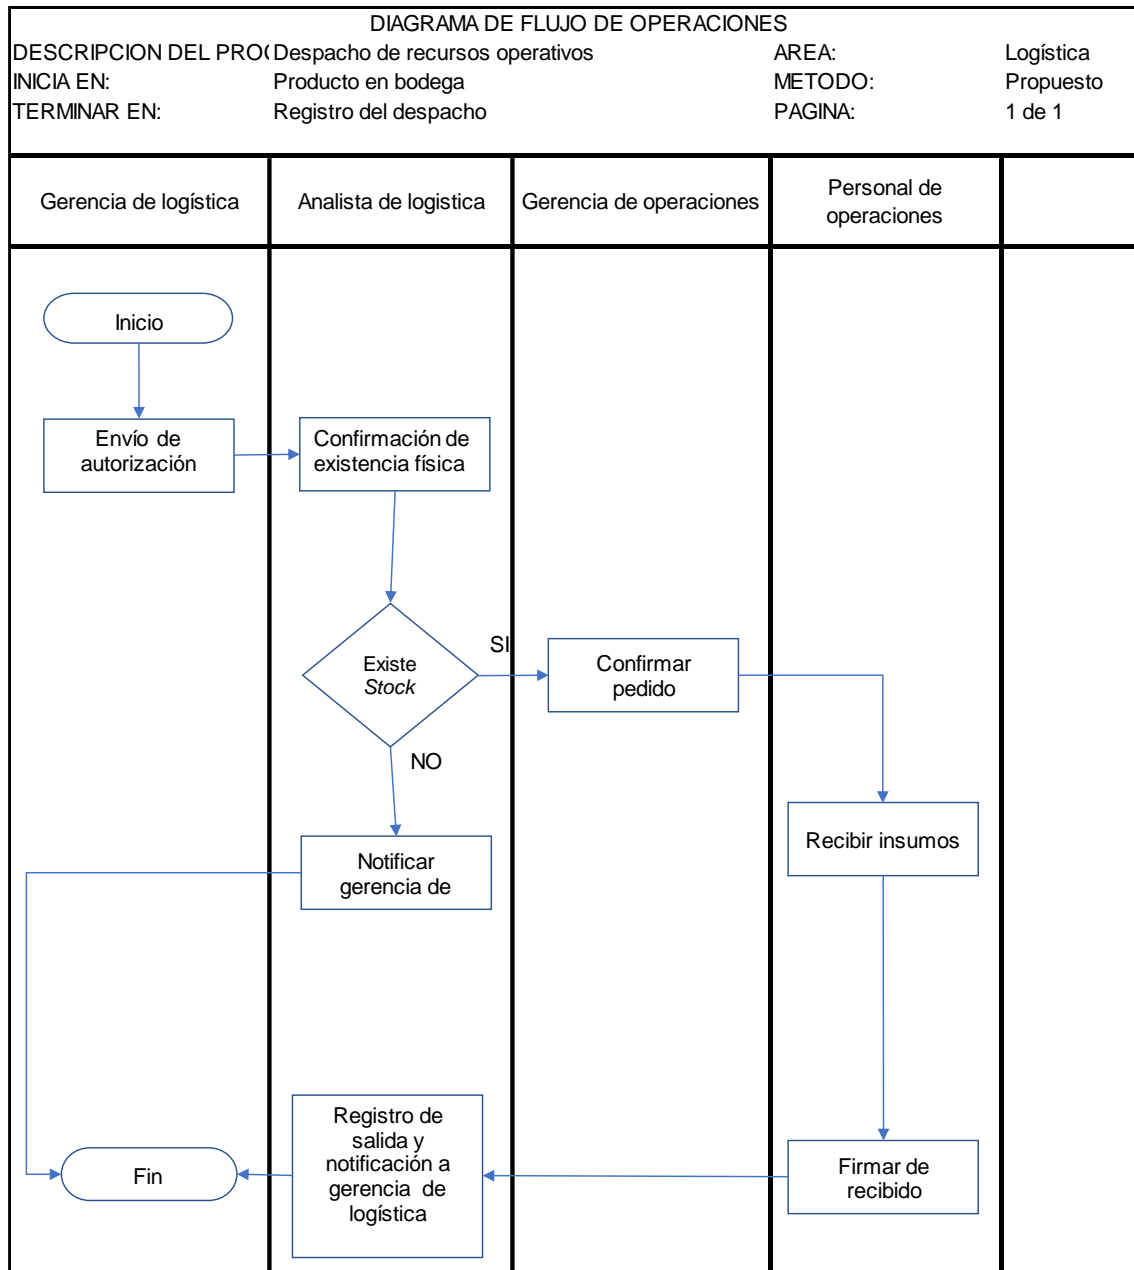 DIAGRAMA DE FLUJO DE OPERACIONES
DESCRIPCION DEL PROC Despacho de recursos operativos AREA: Logística
INICIA EN: Producto en bodega METODO: Propuesto
TERMINAR EN: Registro del despacho PAGINA: 1 de 1
Gerencia de logística
Analista de logistica
Gerencia de operaciones
Personal de
operaciones
Inicio
Envío de
autorización
Confirmación de
existencia física
Existe
Stock
SI
Confirmar
pedido
NO
Recibir insumos
Notificar
gerencia de
Registro de
salida y
notificación a
gerencia de
logística
Fin
Firmar de
recibido